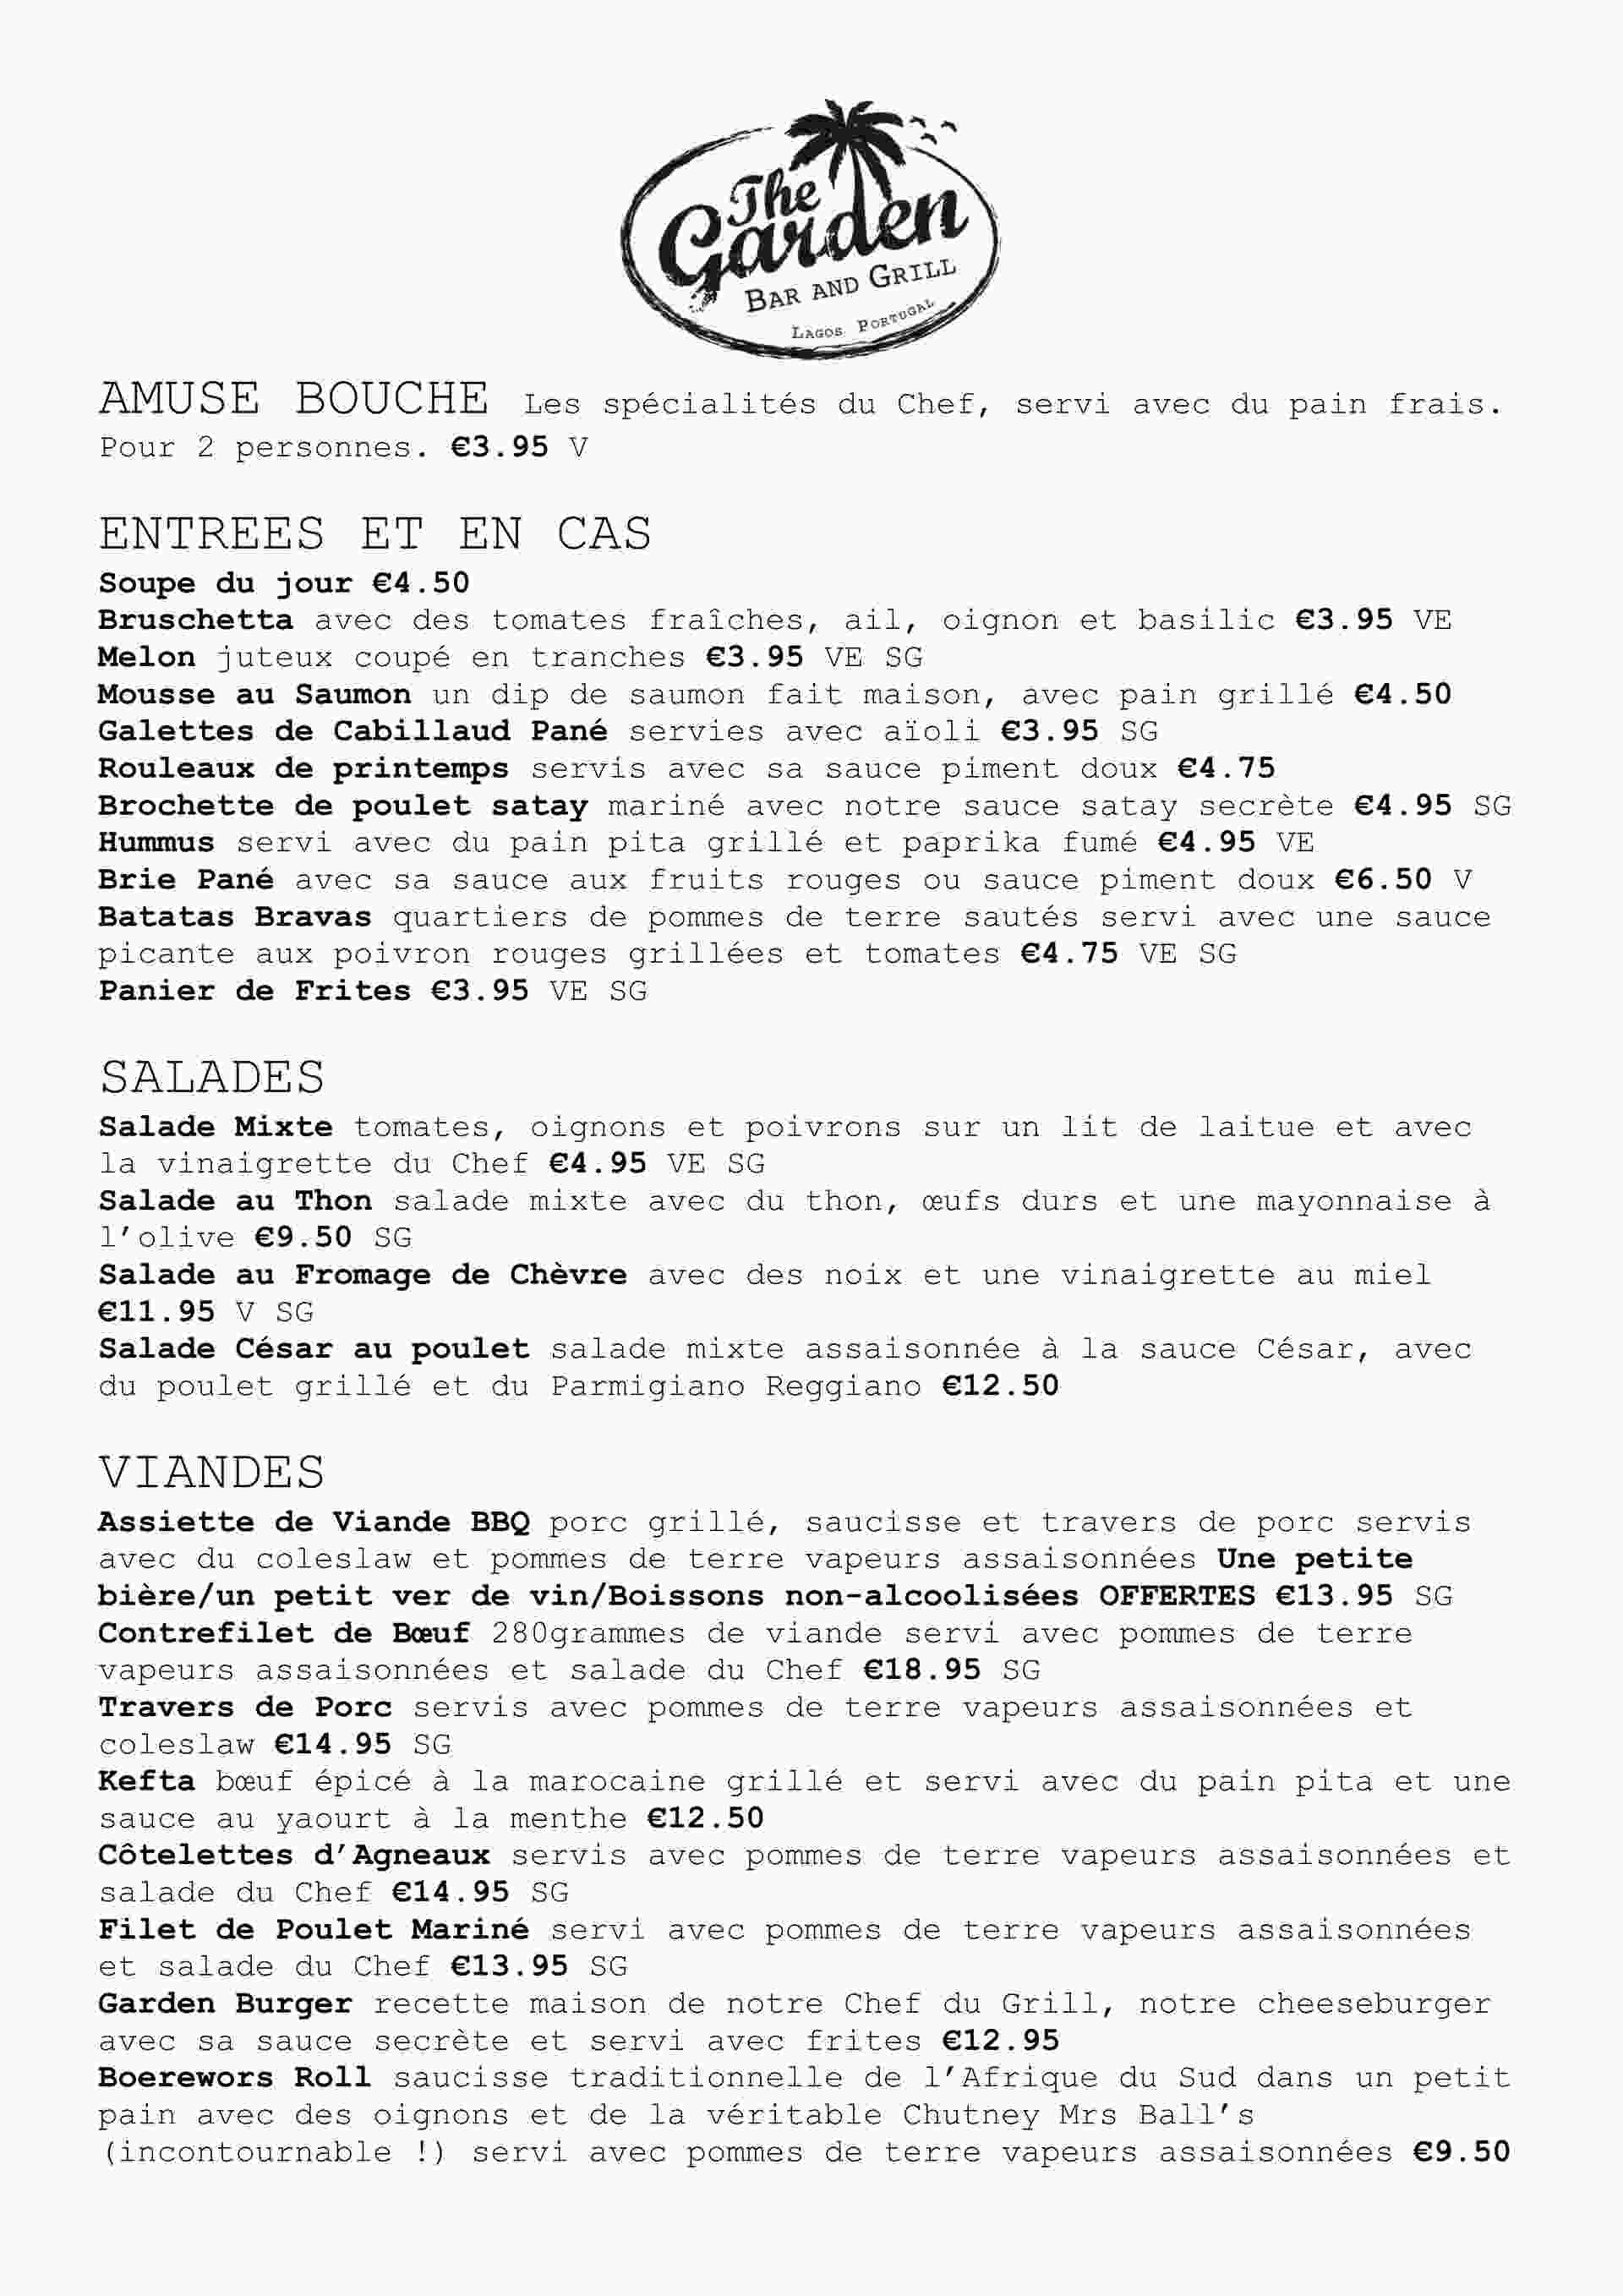 The
Garden
BAR AND GRILL
LAGOS PORTUGAL
AMUSE BOUCHE Les spécialités du Chef, servi avec du pain frais.
Pour 2 personnes. €3.95 V
ENTREES ET EN CAS
Soupe du jour €4.50
Bruschetta avec des tomates fraîches, ail, oignon et basilic €3.95 VE
Melon juteux coupé en tranches €3.95 VE SG
Mousse au Saumon un dip de saumon fait maison, avec pain grillé €4.50
Galettes de Cabillaud Pané servies avec aïoli €3.95 SG
Rouleaux de printemps servis avec sa sauce piment doux €4.75
Brochette de poulet satay mariné avec notre sauce satay secrète €4.95 SG
Hummus servi avec du pain pita grillé et paprika fumé €4.95 VE
Brie Pané avec sa sauce aux fruits rouges ou sauce piment doux €6.50 V
Batatas Bravas quartiers de pommes de terre sautés servi avec une sauce
picante aux poivron rouges grillées et tomates €4.75 VE SG
Panier de Frites €3.95 VE SG
SALADES
Salade Mixte tomates, oignons et poivrons sur un lit de laitue et avec
la vinaigrette du Chef €4.95 VE SG
Salade au Thon salade mixte avec du thon, œufs durs et une mayonnaise à
l’olive €9.50 SG
Salade au Fromage de Chèvre avec des noix et une vinaigrette au miel
€11.95 V SG
Salade César au poulet salade mixte assaisonnée à la sauce César, avec
du poulet grillé et du Parmigiano Reggiano €12.50
VIANDES
Assiette de Viande BBQ porc grillé, saucisse et travers de porc servis
avec du coleslaw et pommes de terre vapeurs assaisonnées Une petite
bière/un petit ver de vin/Boissons non-alcoolisées OFFERTES €13.95 SG
Contrefilet de Bœuf 280grammes de viande servi avec pommes de terre
vapeurs assaisonnées et salade du Chef €18.95 SG
Travers de Porc servis avec pommes de terre vapeurs assaisonnées et
coleslaw €14.95 SG
Kefta bœuf épicé à la marocaine grillé et servi avec du pain pita et une
sauce au yaourt à la menthe €12.50
Côtelettes d’Agneaux servis avec pommes de terre vapeurs assaisonnées et
salade du Chef €14.95 SG
Filet de Poulet Mariné servi avec pommes de terre vapeurs assaisonnées
et salade du Chef €13.95 SG
Garden Burger recette maison de notre Chef du Grill, notre cheeseburger
avec sa sauce secrète et servi avec frites €12.95
Boerewors Roll saucisse traditionnelle de l’Afrique du Sud dans un petit
pain avec des oignons et de la véritable Chutney Mrs Ball’s
(incontournable !) servi avec pommes de terre vapeurs assaisonnées €9.50